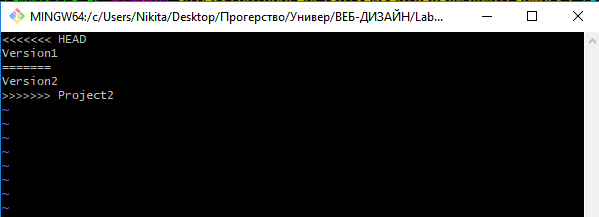 MINGW64:/c/Users/Nikita/Desktop/Прогерство/Универ/ВЕБ-ДИЗАЙН/Lab...
<<<<<<< HEAD
Version1
=======
Version2
>>>>>>> Project2
~
~
~
~
~
~
~
~